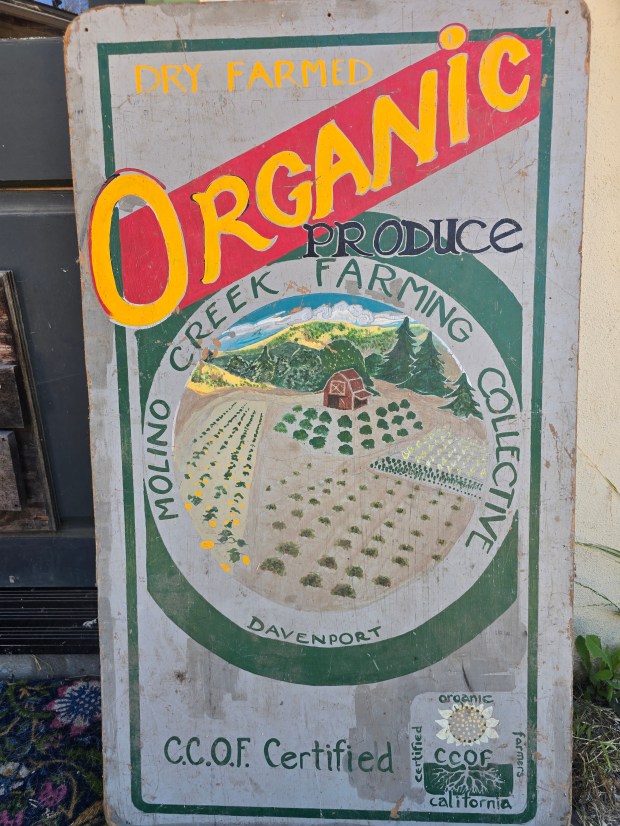 DRY FARMED
ORGANiC
PRODUCE
MOLINO CREEK FARMING COLLECTIVE
DAVENPORT
C.C.O.F. Certified
organic
certified
farmers
CCOF
california